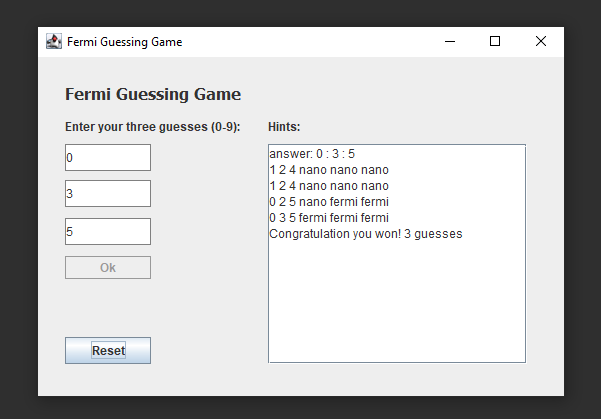 Fermi Guessing Game
Fermi Guessing Game
Enter your three guesses (0-9):
Hints:
0
3
5
Ok
Reset
answer: 0 : 3 : 5
1 2 4 nano nano nano
1 2 4 nano nano nano
0 2 5 nano fermi fermi
0 3 5 fermi fermi fermi
Congratulation you won! 3 guesses